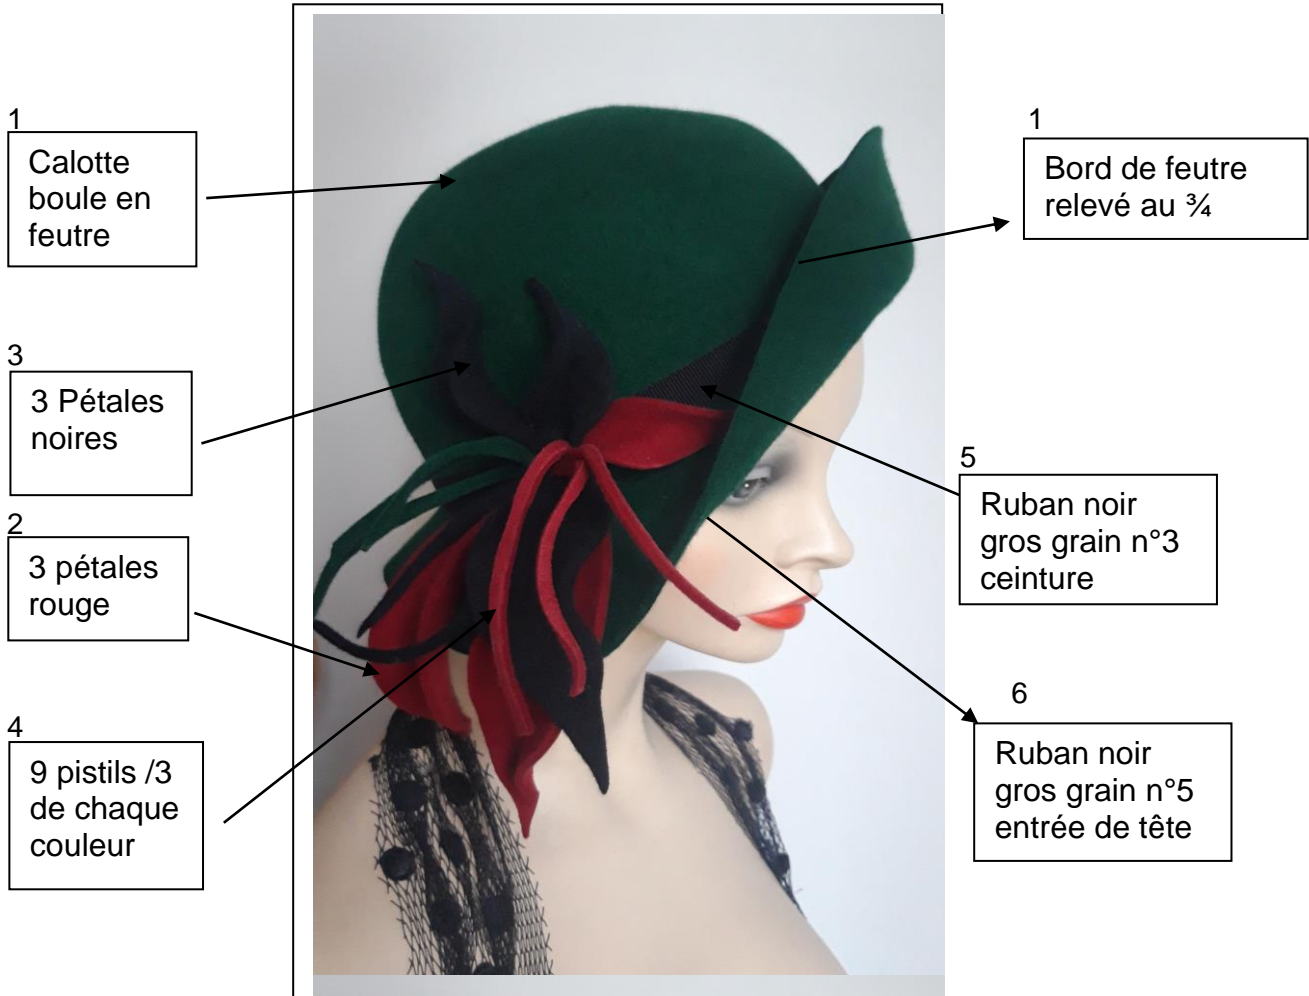 1
Calotte
boule en
feutre
3
3 Pétales
noires
2
3 pétales
rouge
4
9 pistils /3
de chaque
couleur
1
Bord de feutre
relevé au ¾
5
Ruban noir
gros grain n°3
ceinture
6
Ruban noir
gros grain n°5
entrée de tête